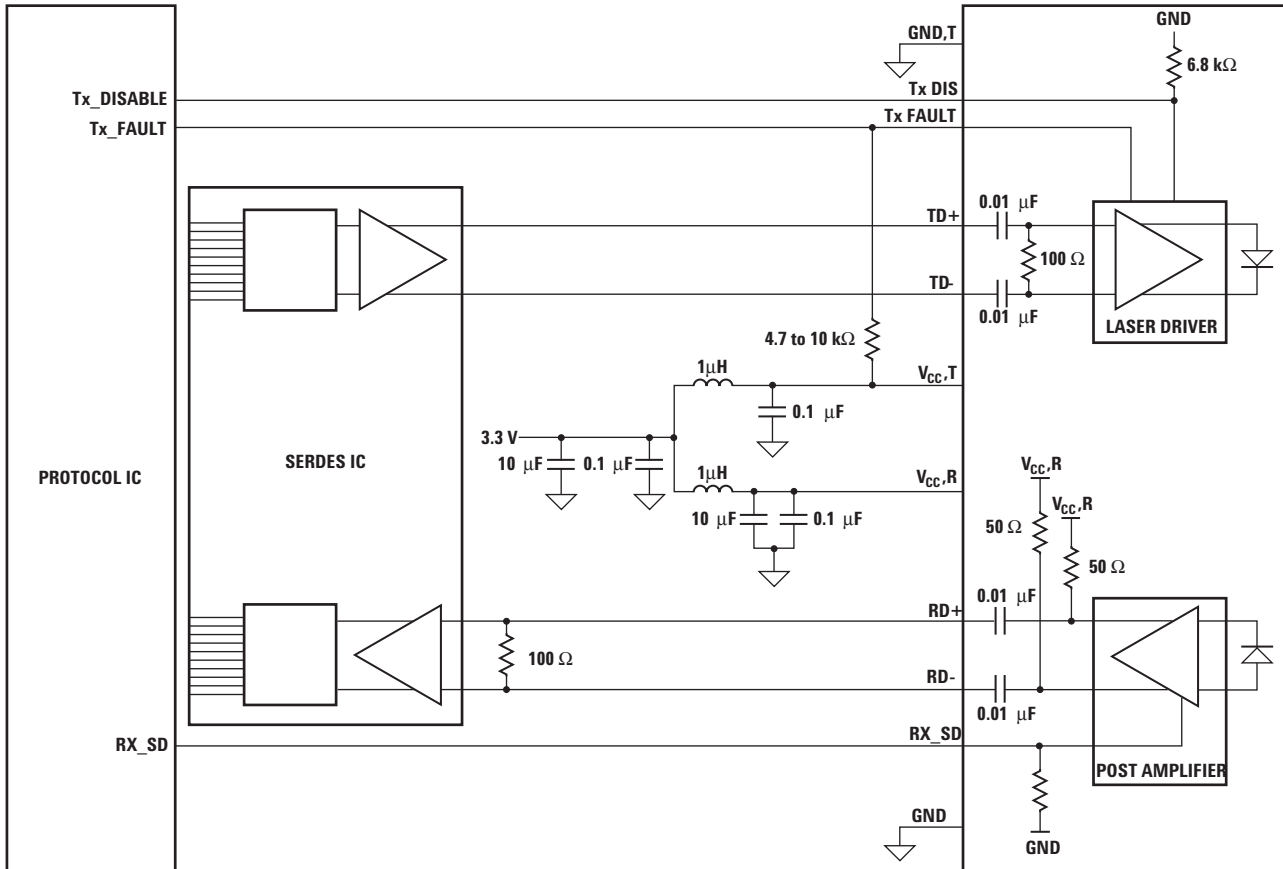 GND
GND,T
6.8 kΩ
Tx_DISABLE
Tx DIS
Tx_FAULT
Tx FAULT
0.01 μF
TD+
100 Ω
TD-
0.01 μF
LASER DRIVER
4.7 to 10 kΩ
1μH
VCC,T
0.1 μF
3.3 V
10 μF
0.1 μF
SERDES IC
PROTOCOL IC
1μH
VCC,R
10 μF
0.1 μF
VCC,R
VCC,R
50 Ω
50 Ω
0.01 μF
RD+
100 Ω
RD-
0.01 μF
RX_SD
RX_SD
POST AMPLIFIER
GND
GND